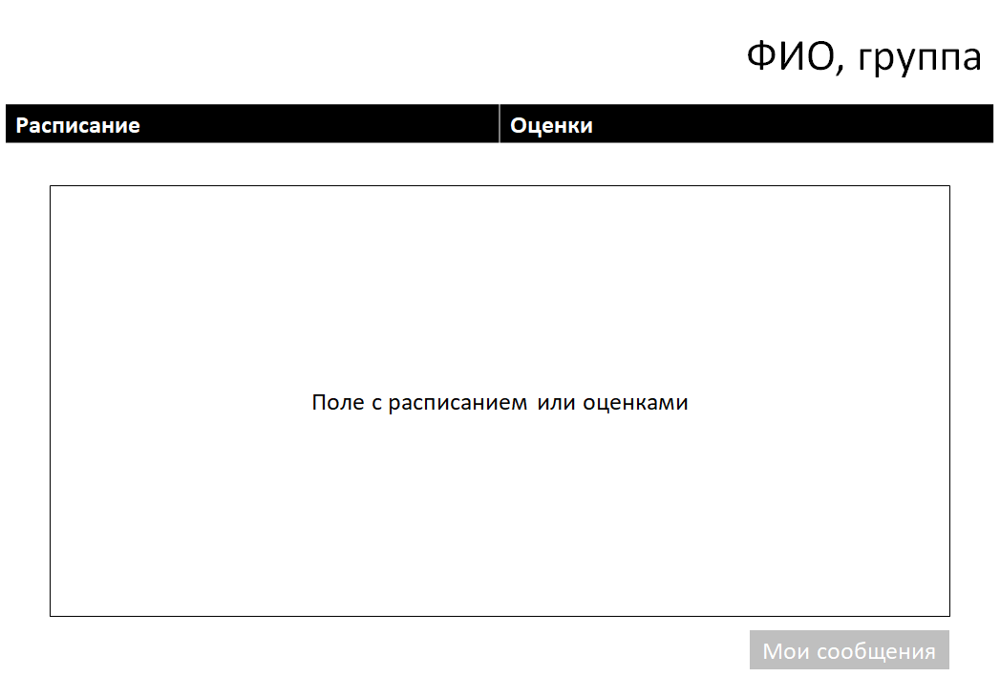 ФИО, группа
Расписание
Оценки
Поле с расписанием или оценками
Мои сообщения